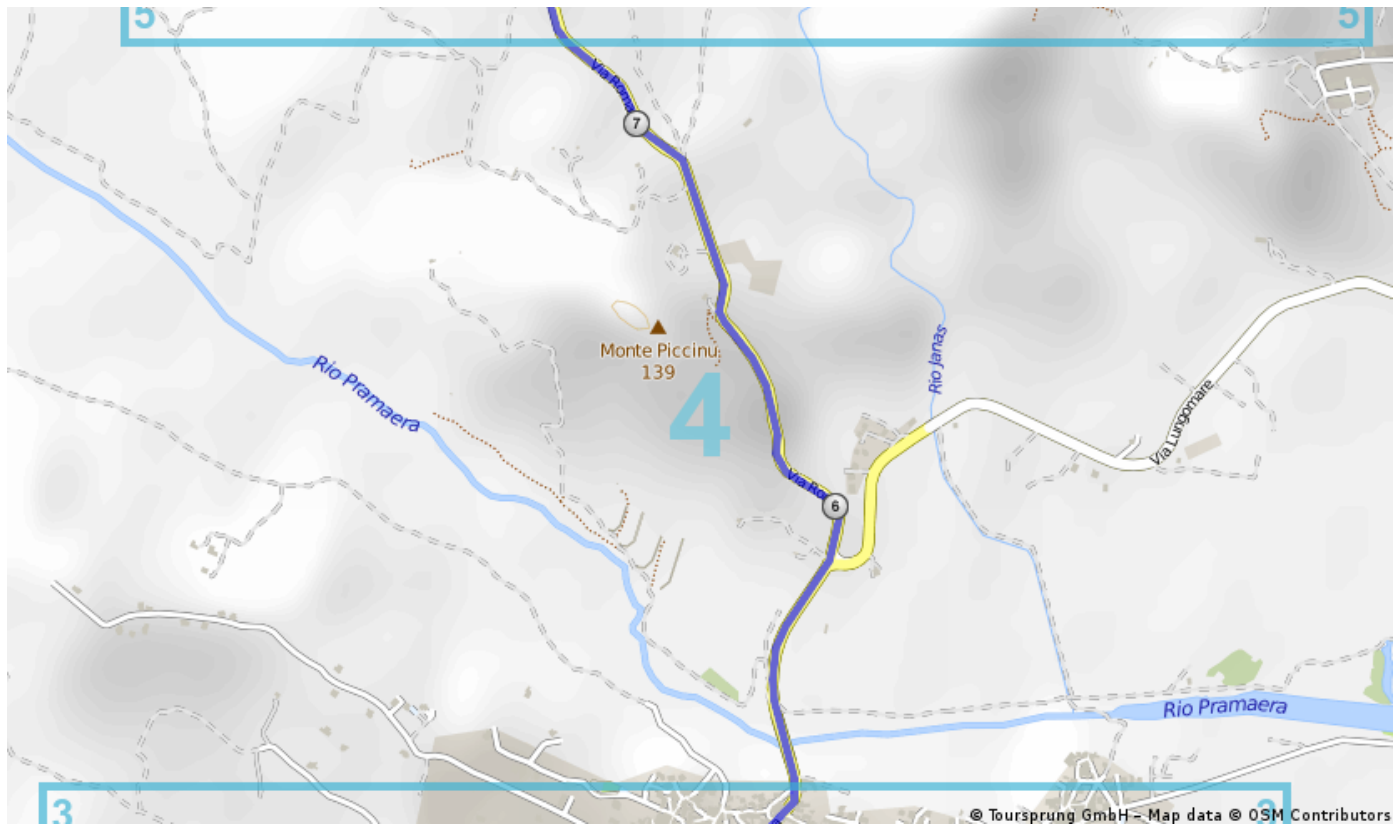 5
5
Via Roma
7
Rio Janas
Monte Piccinu
139
Rio Pramaera
4
Via Lungomare
Via Ro
6
Rio Pramaera
3
© Toursprung GmbH – Map data © OSM Contributors